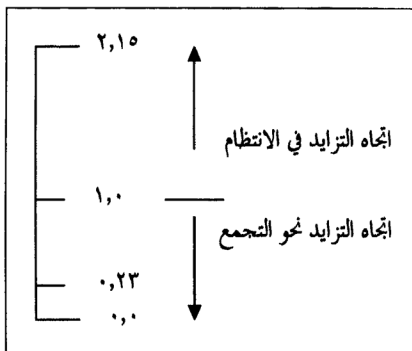 ٢,١٥
اتجاه التزايد في الانتظام
١,٠
اتجاه التزايد نحو التجمع
٠,٢٣
٠,٠